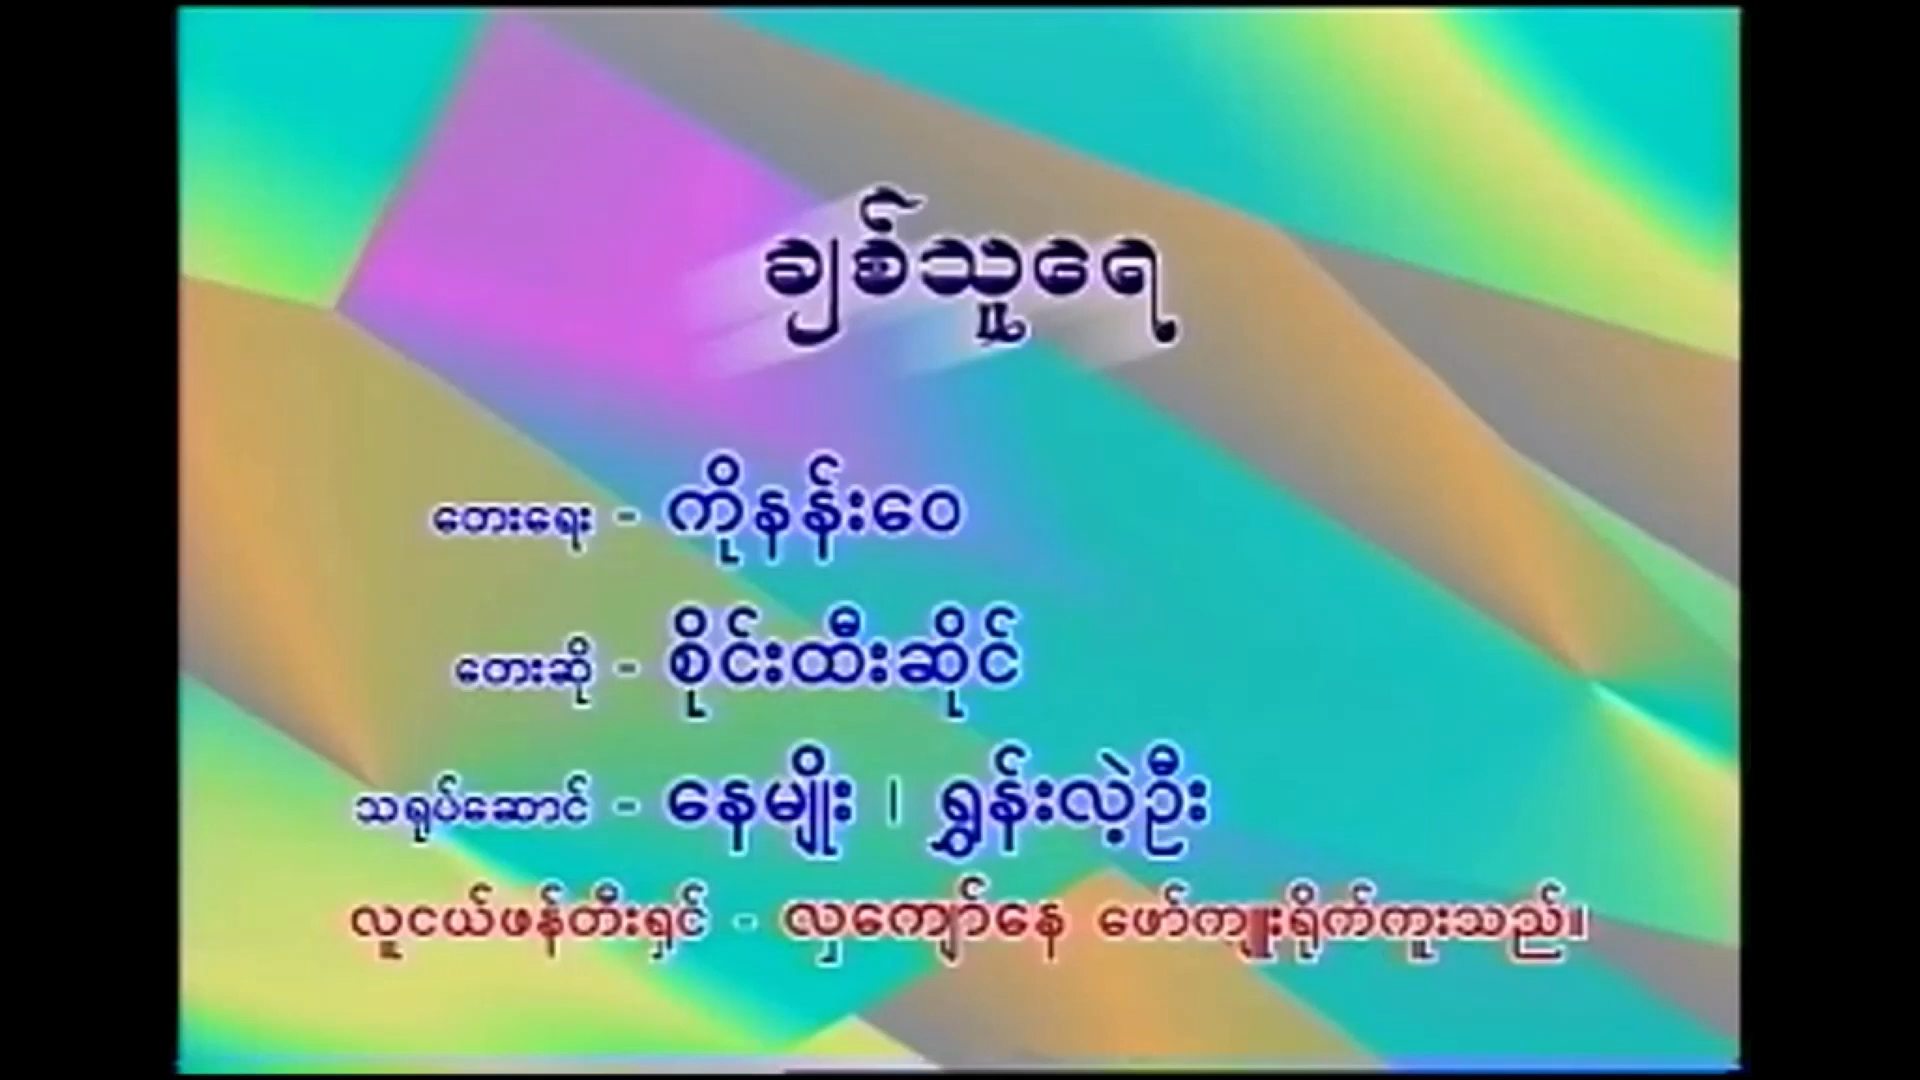 ချစ်သူရေ
တေးရေး - ကိုနန်းဝေ
တေးဆို - စိုင်းထီးဆိုင်
သရုပ်ဆောင် - နေမျိုး ၊ ရွှန်းလဲ့ဦး
လူငယ်ဖန်တီးရှင် - လှကျော်နေ ဖော်ကျူးရိုက်ကူးသည်။